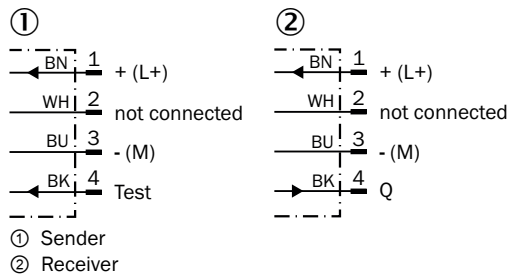 ① ②
BN 1 + (L+) BN 1 + (L+)
WH 2 not connected WH 2 not connected
BU 3 - (M) BU 3 - (M)
BK 4 Test BK 4 Q
① Sender
② Receiver